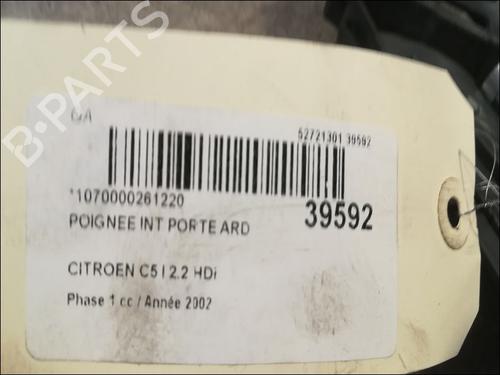 B-PARTS
GA
52721301 39592
*1070000261220
39592
POIGNEE INT PORTE ARD
CITROEN C5 I 2.2 HDi
Phase 1 cc / Année 2002